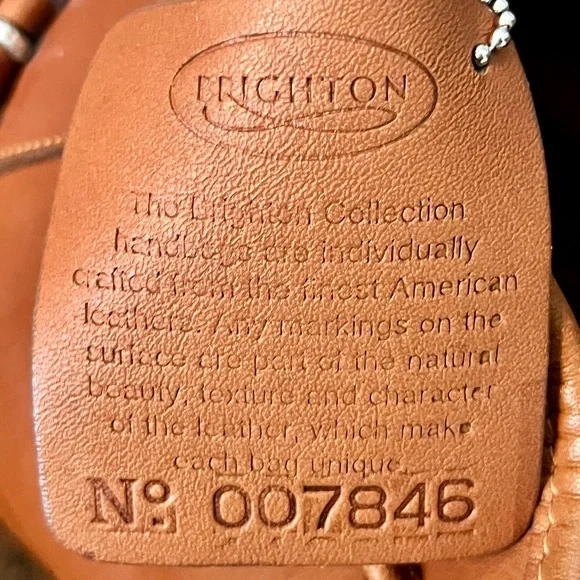 BRIGHTON
The Brighton Collection
handbags are individually
crafted from the finest American
leathers. Any markings on the
surface are part of the natural
beauty, texture and character
of the leather, which make
each bag unique.
No. 007846